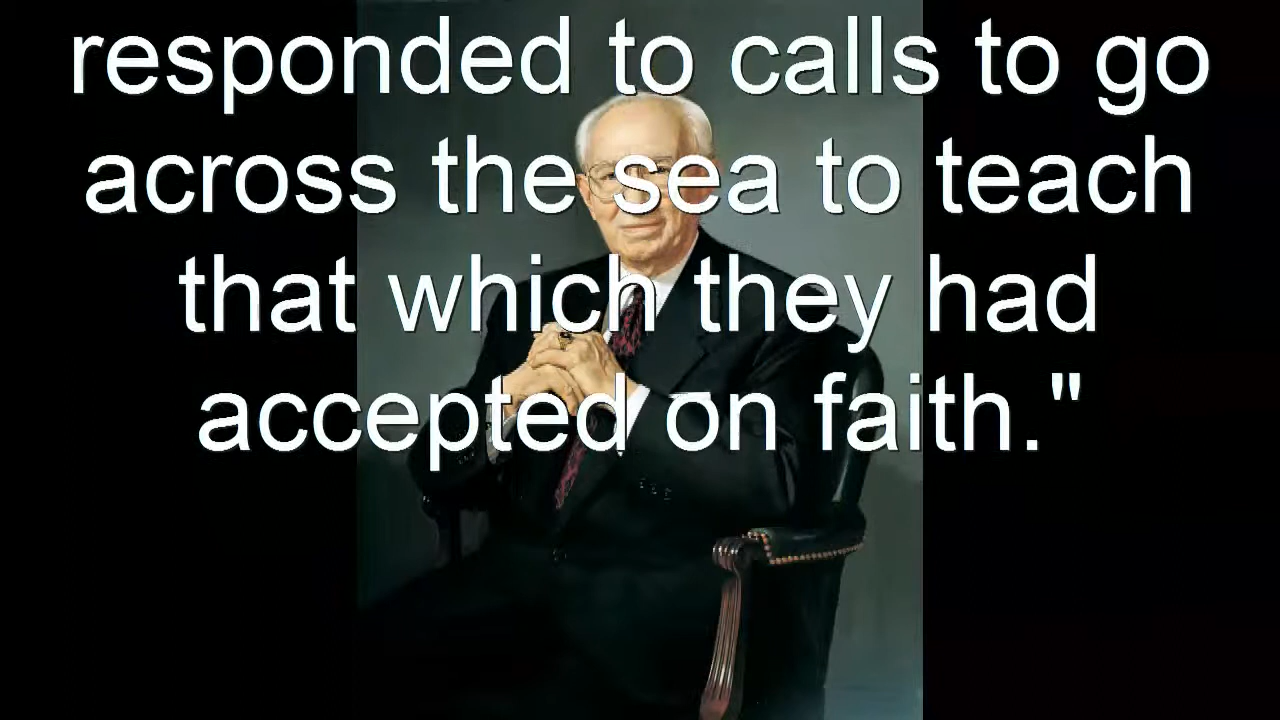 responded to calls to go
across the sea to teach
that which they had
accepted on faith."